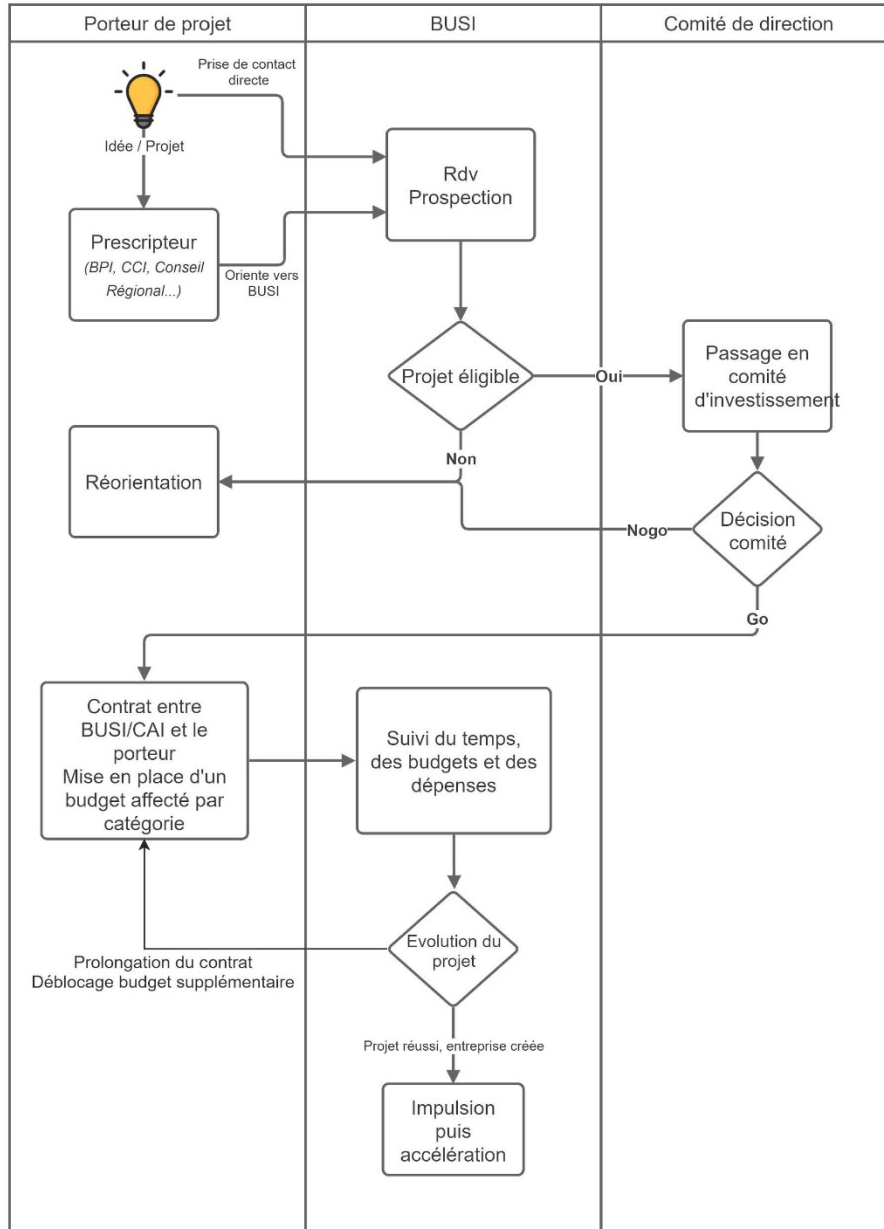 Porteur de projet
BUSI
Comité de direction
Prise de contact
directe
Idée / Projet
Rdv
Prospection
Prescripteur
(BPI, CCI, Conseil
Régional...)
Oriente vers
BUSI
Projet éligible
Oui
Passage en
comité
d'investissement
Non
Réorientation
Nogo
Décision
comité
Go
Contrat entre
BUSI/CAI et le
porteur
Mise en place d'un
budget affecté par
catégorie
Suivi du temps,
des budgets et des
dépenses
Evolution du
projet
Prolongation du contrat
Déblocage budget supplémentaire
Projet réussi, entreprise créée
Impulsion
puis
accélération